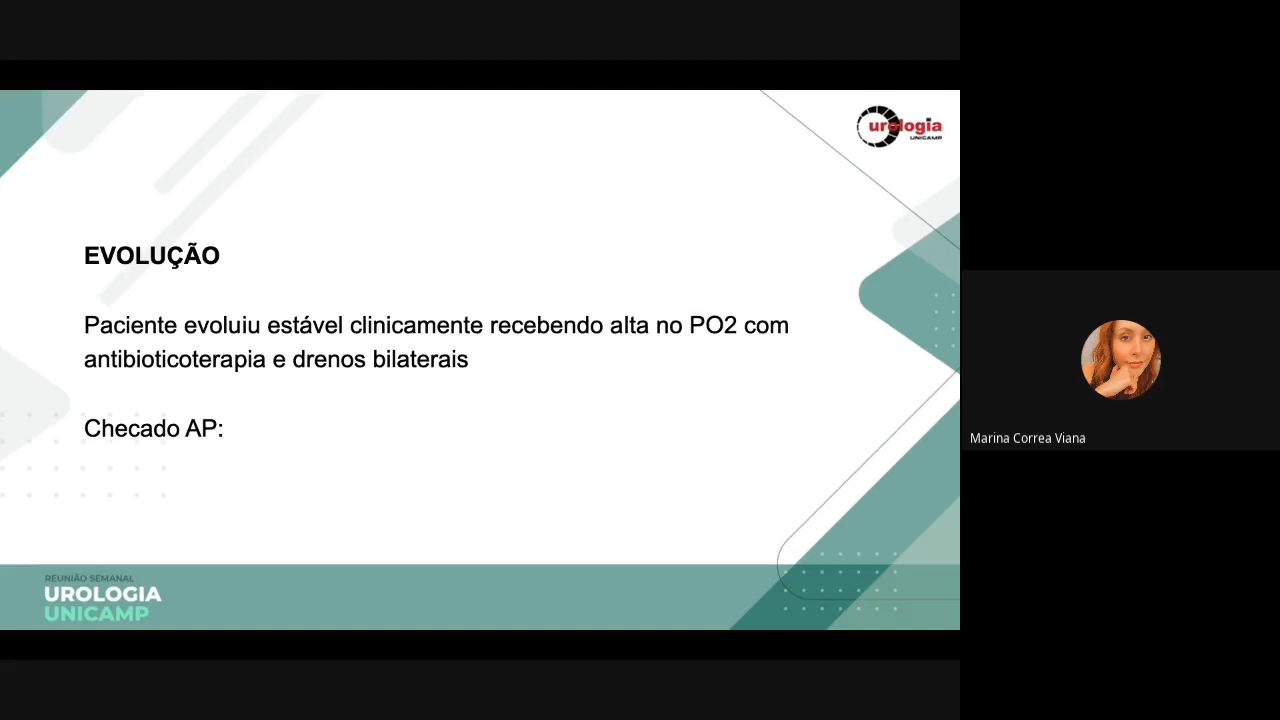 urologia
UNICAMP
EVOLUÇÃO
Paciente evoluiu estável clinicamente recebendo alta no PO2 com
antibioticoterapia e drenos bilaterais
Checado AP:
Marina Correa Viana
REUNIÃO SEMANAL
UROLOGIA
UNICAMP